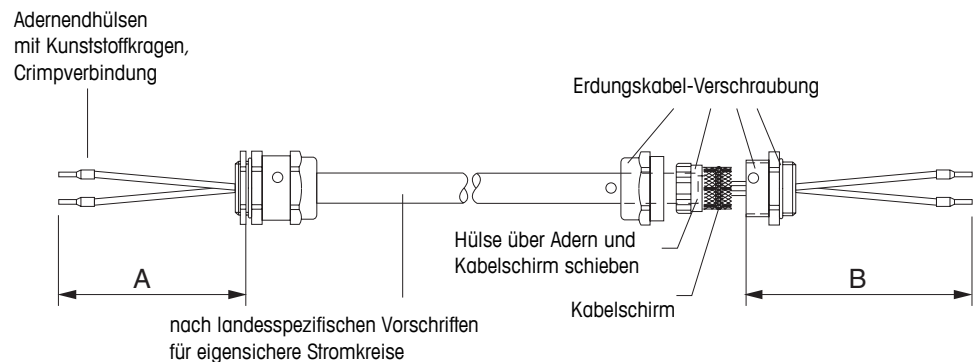 Adernendhülsen
mit Kunststoffkragen,
Crimpverbindung
Erdungskabel-Verschraubung
Hülse über Adern und
Kabelschirm schieben
A
B
Kabelschirm
nach landesspezifischen Vorschriften
für eigensichere Stromkreise